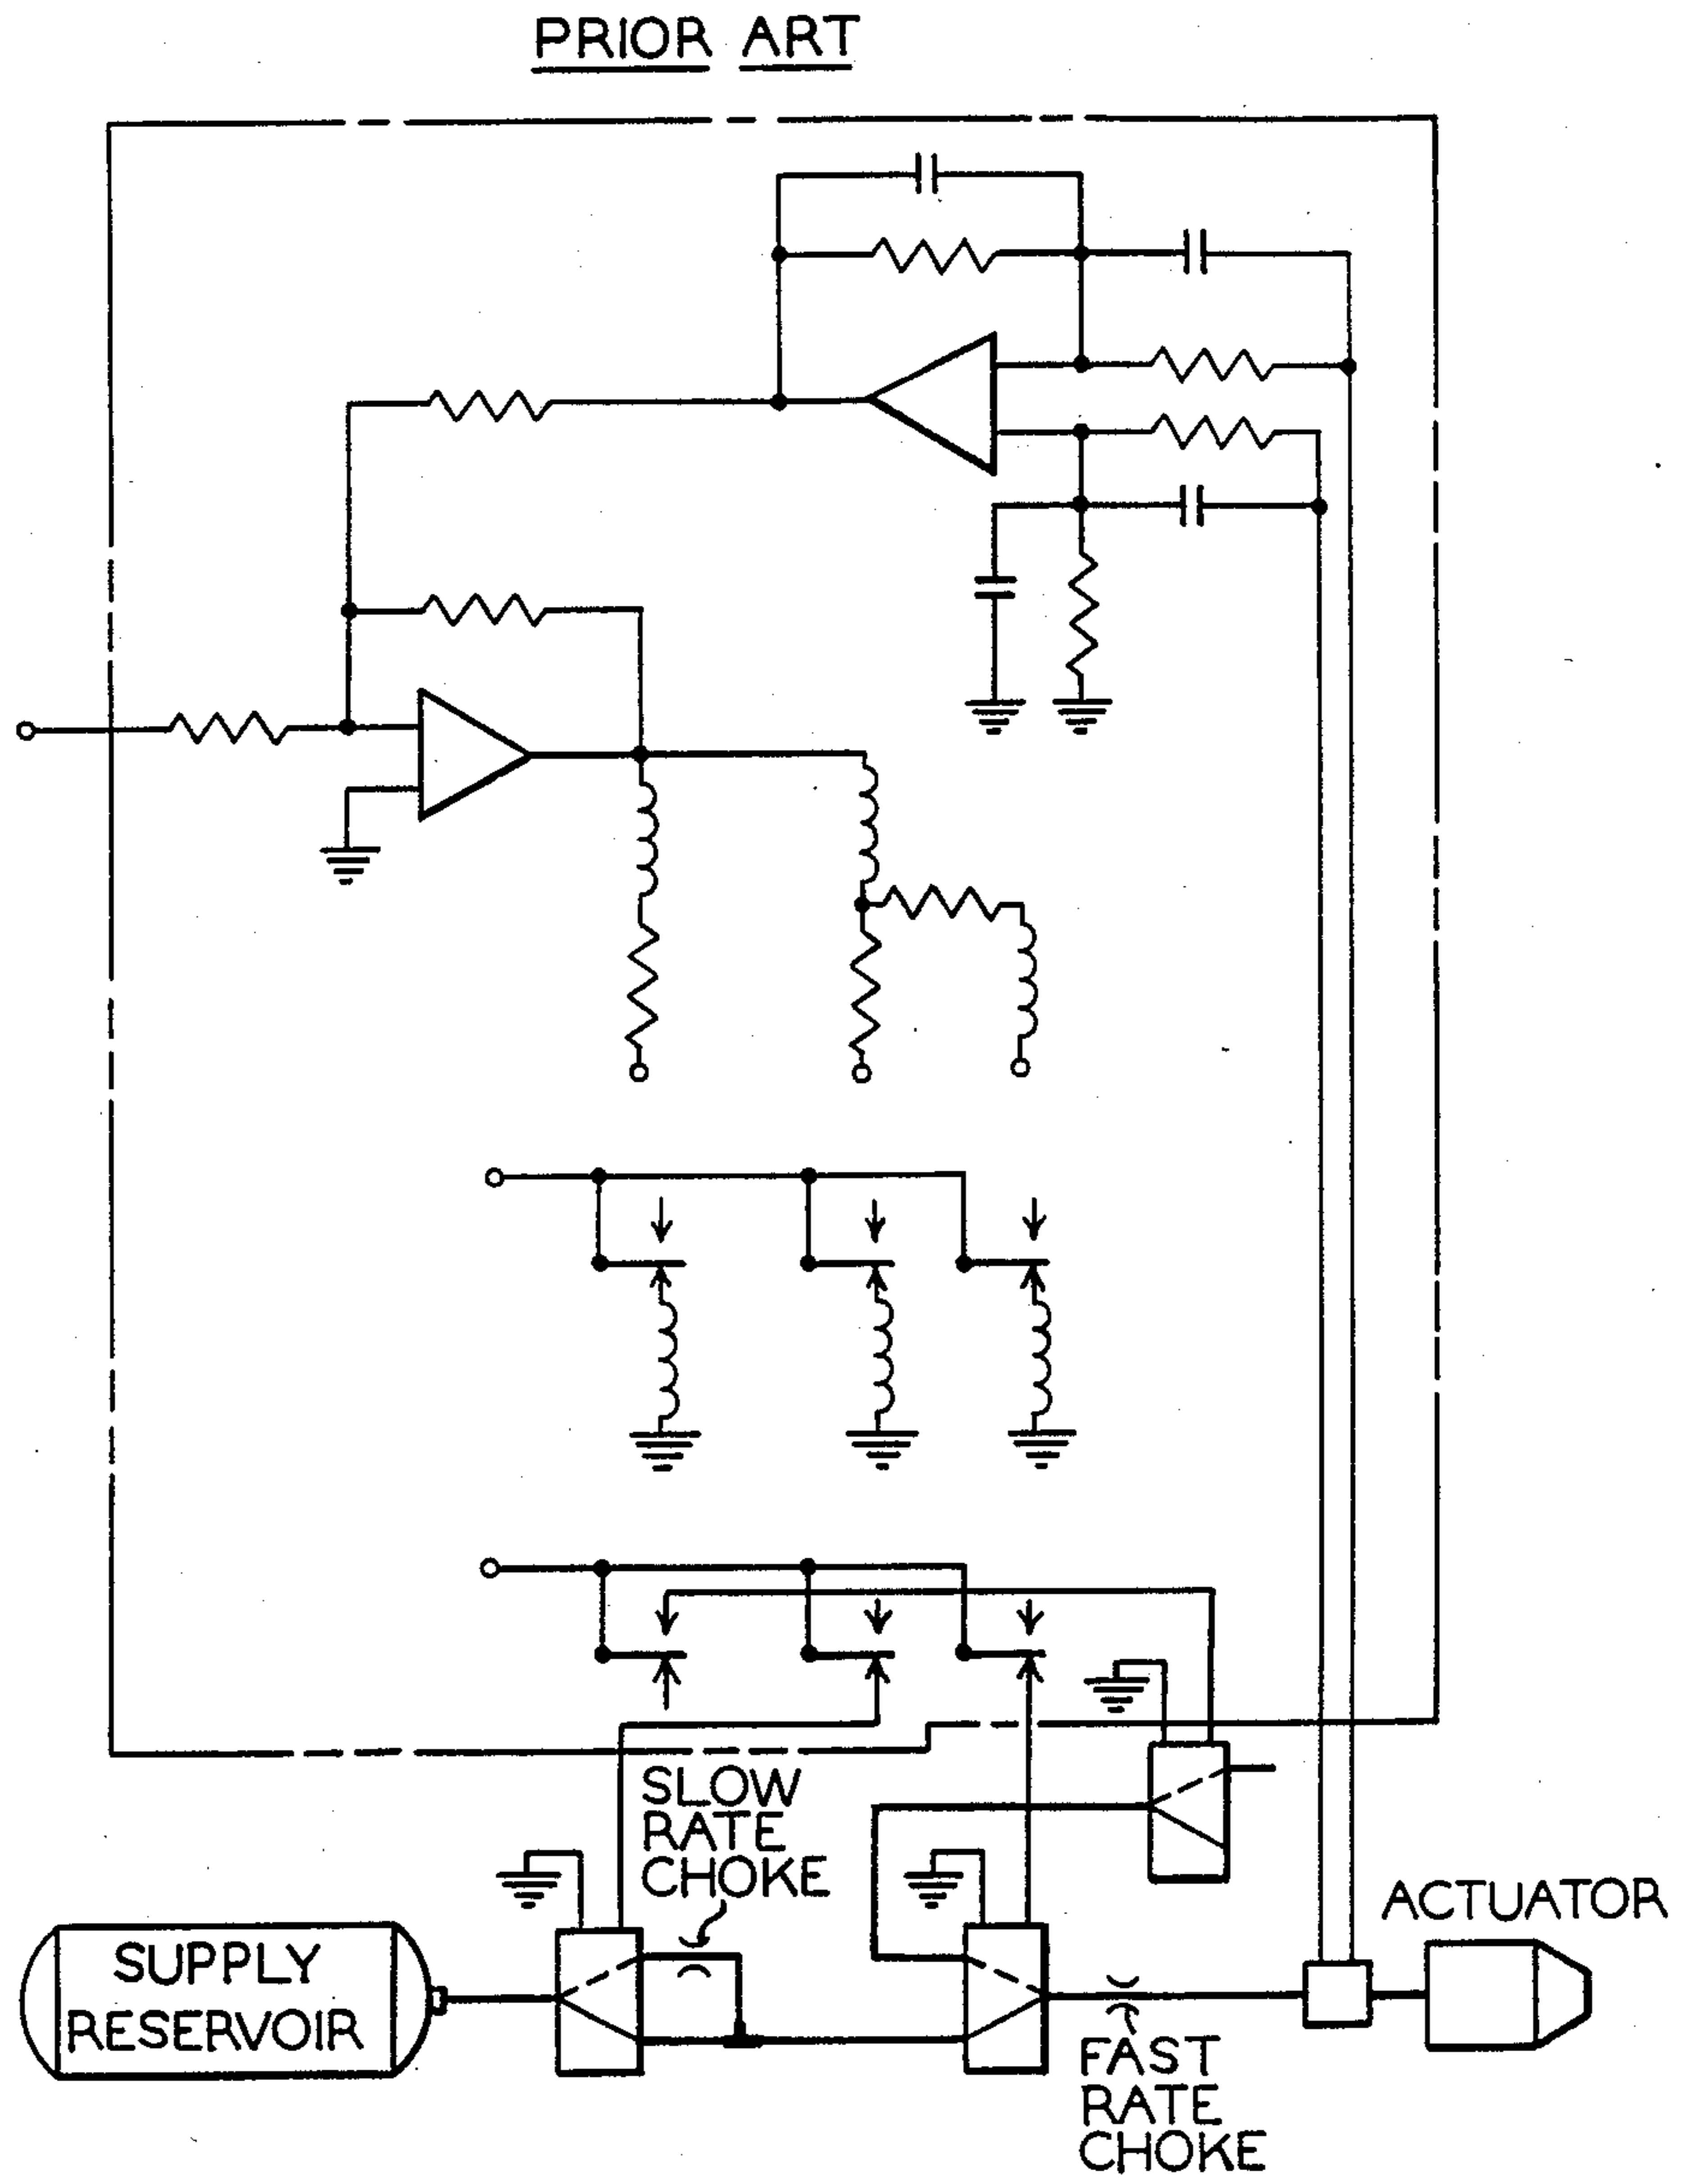 PRIOR ART
SLOW
RATE
CHOKE
ACTUATOR
SUPPLY
RESERVOIR
FAST
RATE
CHOKE